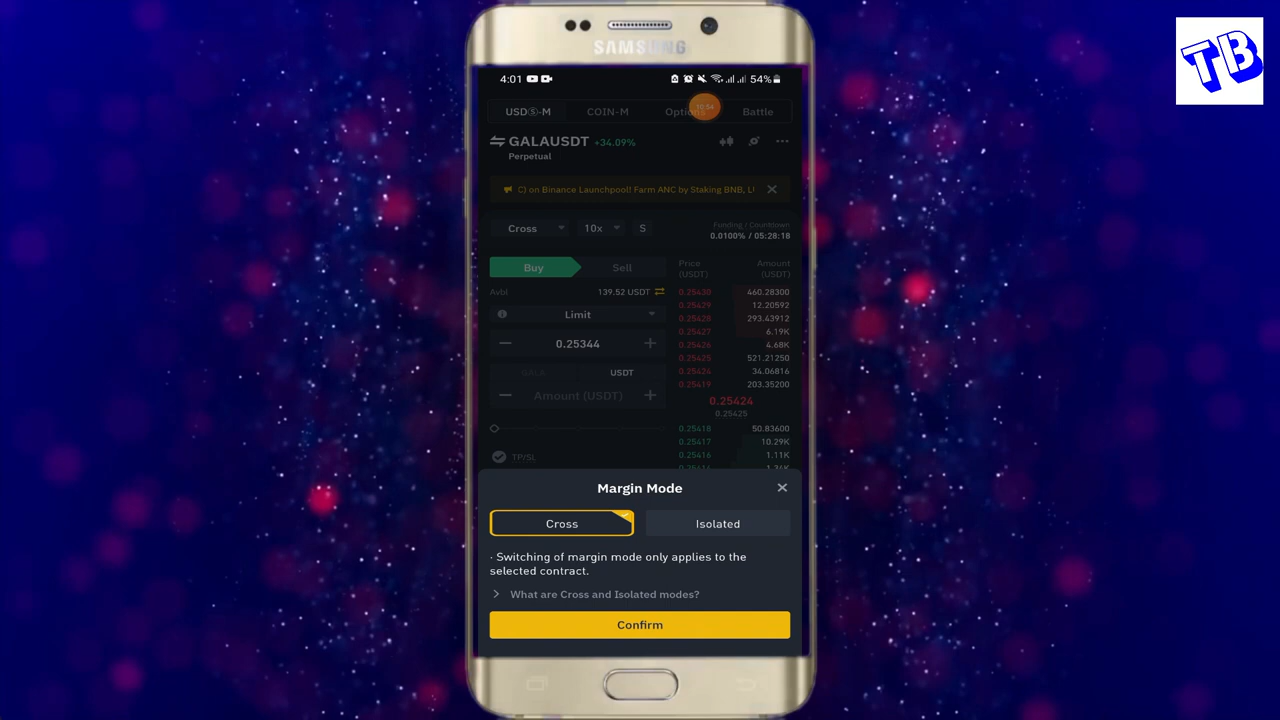 TB
SAMSUNG
4:01 54%
USDⓈ-M COIN-M Options Battle
10:54
GALAUSDT +34.09%
Perpetual
C) on Binance Launchpool! Farm ANC by Staking BNB, L
Cross 10x S
Funding / Countdown
0.0100% / 05:28:18
Buy Sell
Price (USDT) Amount (USDT)
Avbl 139.52 USDT
Limit
0.25344
GALA USDT
Amount (USDT)
TP/SL
0.25430 460.28300
0.25429 12.20592
0.25428 293.43912
0.25427 6.19K
0.25426 4.68K
0.25425 521.21250
0.25424 34.06816
0.25419 203.35200
0.25424
0.25425
0.25418 50.83600
0.25417 10.29K
0.25416 1.11K
Margin Mode
Cross Isolated
· Switching of margin mode only applies to the
selected contract.
What are Cross and Isolated modes?
Confirm